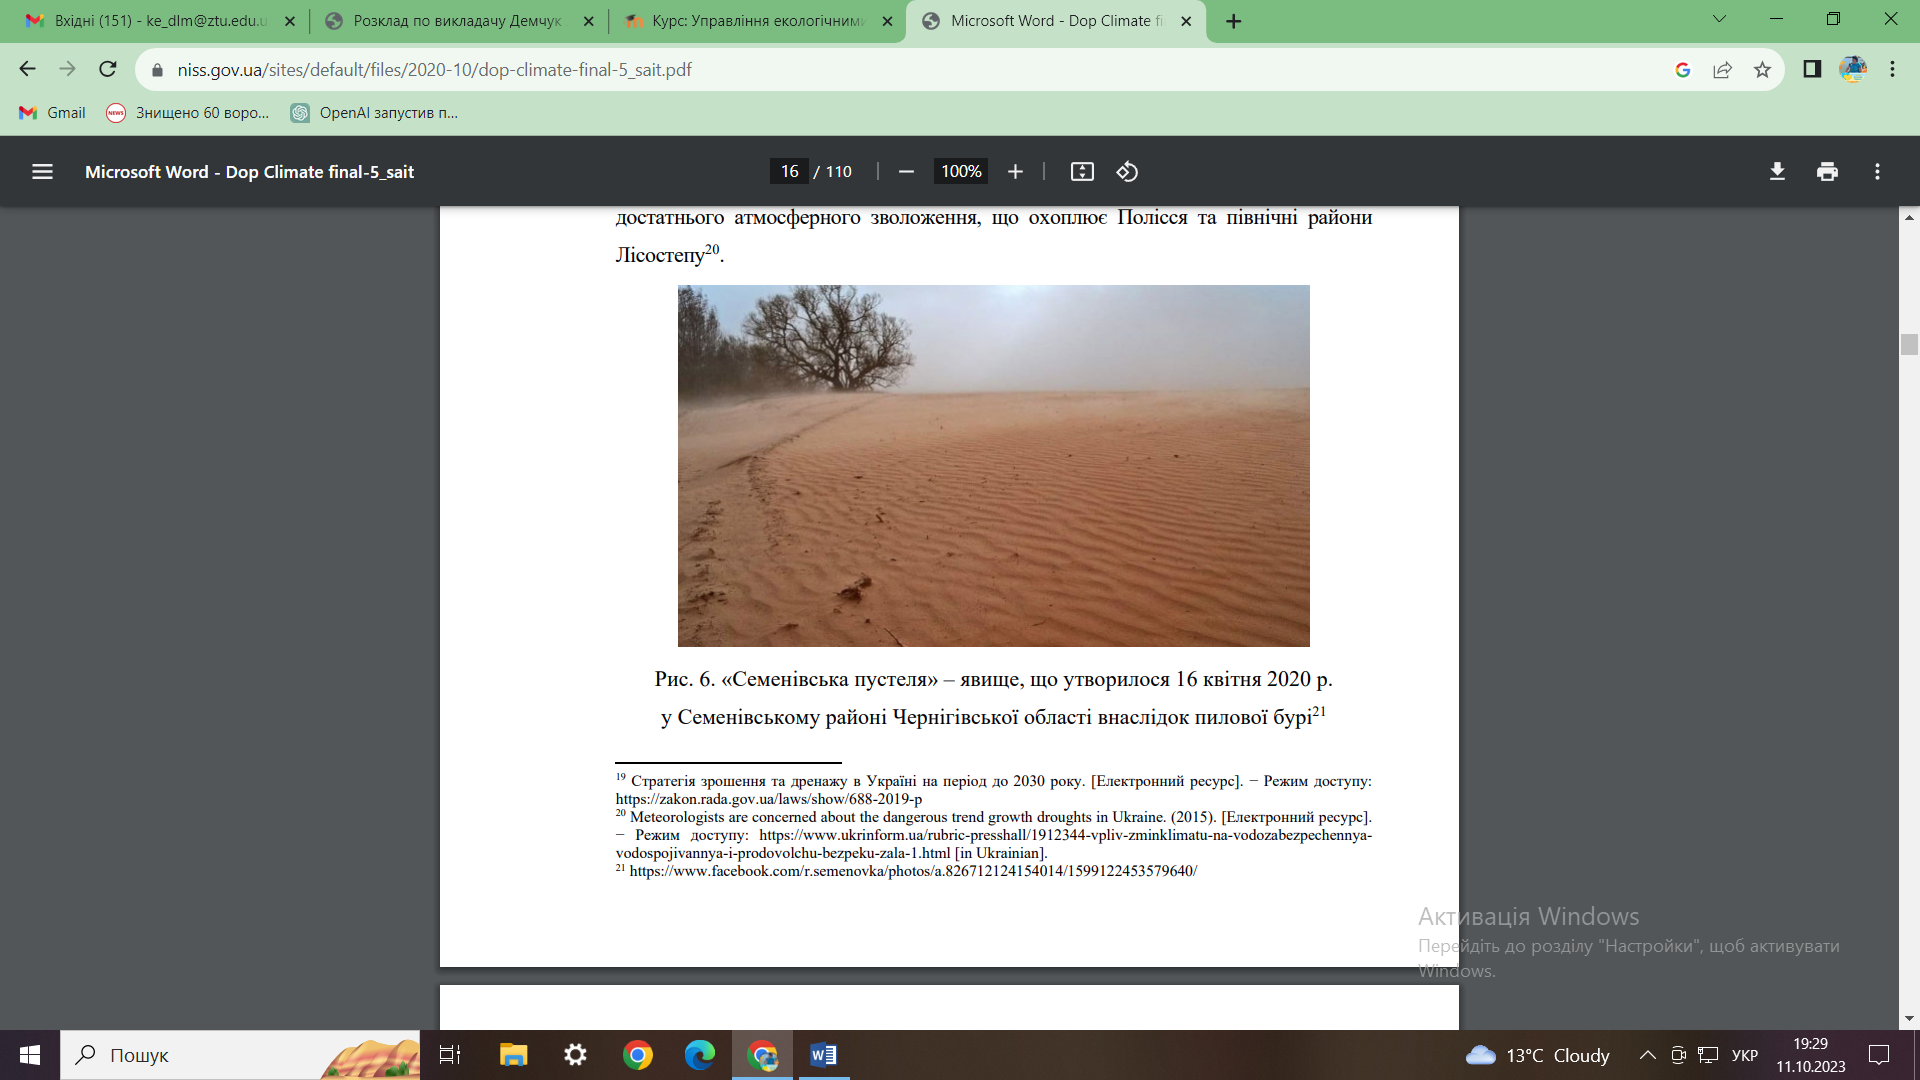 Вхідні (151) - ke_dlm@ztu.edu.u
Розклад по викладачу Демчук
Курс: Управління екологічними
Microsoft Word - Dop Climate fi
niss.gov.ua/sites/default/files/2020-10/dop-climate-final-5_sait.pdf
Gmail
NEWS
Знищено 60 воро...
OpenAI запустив п...
Microsoft Word - Dop Climate final-5_sait
16 / 110
100%
достатнього атмосферного зволоження, що охоплює Полісся та північні райони
Лісостепу20.
Рис. 6. «Семенівська пустеля» – явище, що утворилося 16 квітня 2020 р.
у Семенівському районі Чернігівської області внаслідок пилової бурі21
19 Стратегія зрошення та дренажу в Україні на період до 2030 року. [Електронний ресурс]. − Режим доступу:
https://zakon.rada.gov.ua/laws/show/688-2019-р
20 Meteorologists are concerned about the dangerous trend growth droughts in Ukraine. (2015). [Електронний ресурс].
− Режим доступу: https://www.ukrinform.ua/rubric-presshall/1912344-vpliv-zminklimatu-na-vodozabezpechennya-
vodospojivannya-i-prodovolchu-bezpeku-zala-1.html [in Ukrainian].
21 https://www.facebook.com/r.semenovka/photos/a.826712124154014/1599122453579640/
Активація Windows
Перейдіть до розділу "Настройки", щоб активувати
Windows.
Пошук
13°C Cloudy
УКР
19:29
11.10.2023